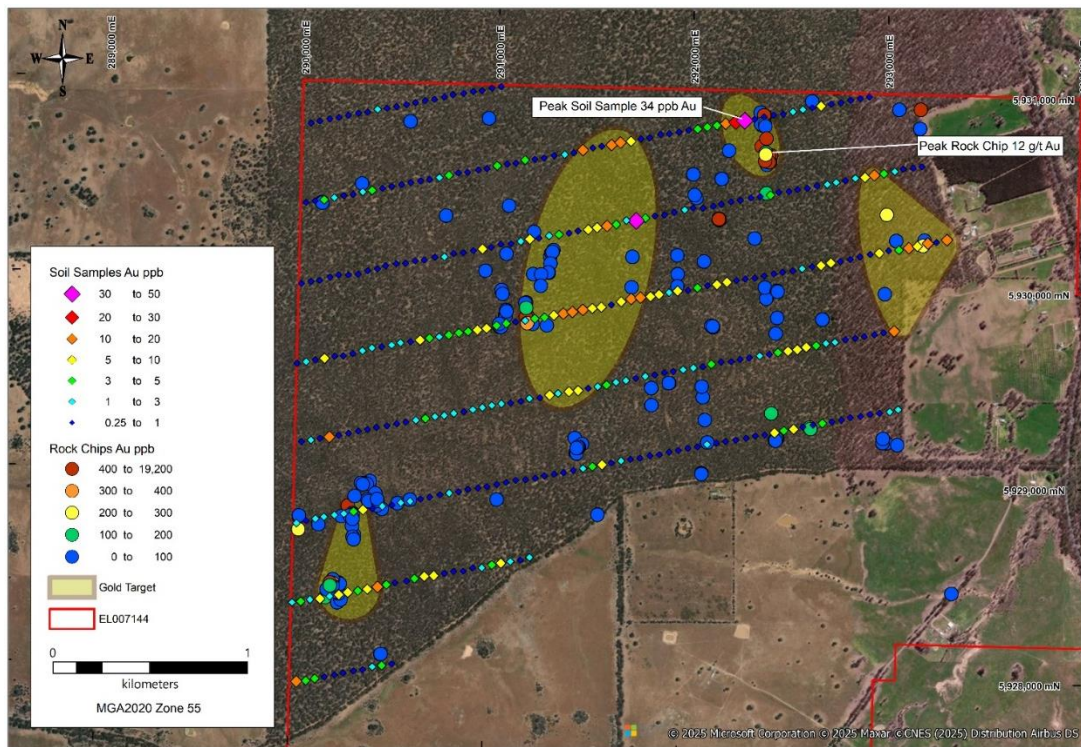 N
W E
S
289,000 mE
290,000 mE
291,000 mE
292,000 mE
293,000 mE
5,931,000 mN
Peak Soil Sample 34 ppb Au
Peak Rock Chip 12 g/t Au
5,930,000 mN
5,929,000 mN
5,928,000 mN
Soil Samples Au ppb
30 to 50
20 to 30
10 to 20
5 to 10
3 to 5
1 to 3
0.25 to 1
Rock Chips Au ppb
400 to 19,200
300 to 400
200 to 300
100 to 200
0 to 100
Gold Target
EL007144
0 1
kilometers
MGA2020 Zone 55
© 2025 Microsoft Corporation © 2025 Maxar, © CNES (2025) Distribution Airbus DS